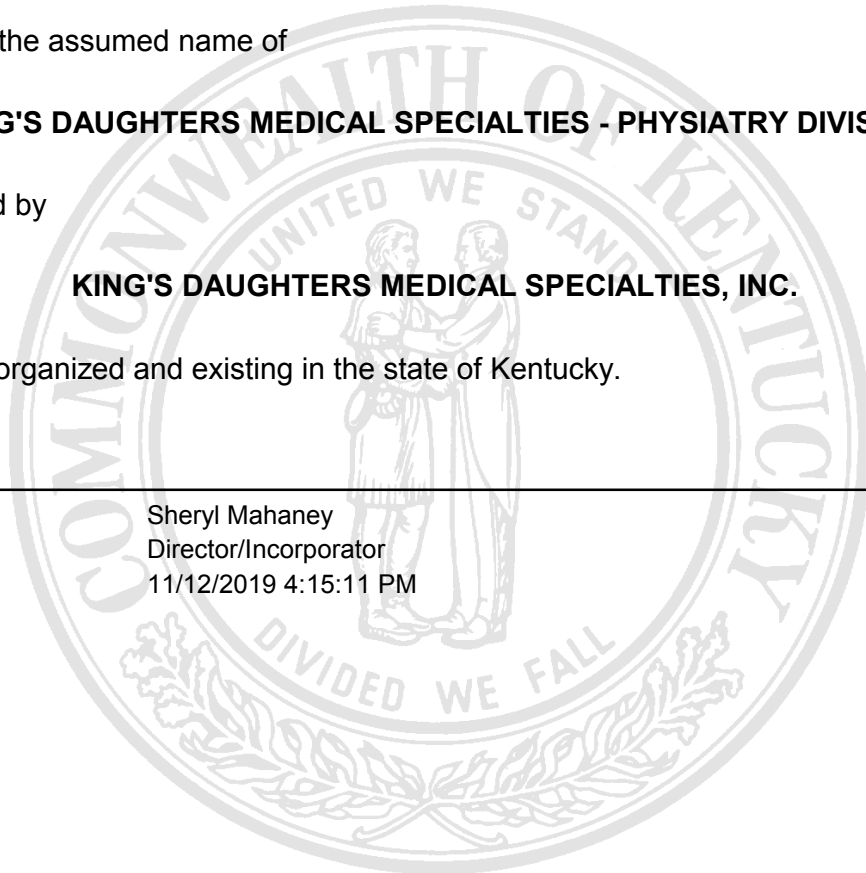 the assumed name of
G'S DAUGHTERS MEDICAL SPECIALTIES - PHYSIATRY DIVIS
d by
KING'S DAUGHTERS MEDICAL SPECIALTIES, INC.
organized and existing in the state of Kentucky.
Sheryl Mahaney
Director/Incorporator
11/12/2019 4:15:11 PM
COMMONWEALTH OF KENTUCKY
UNITED WE STAND
DIVIDED WE FALL